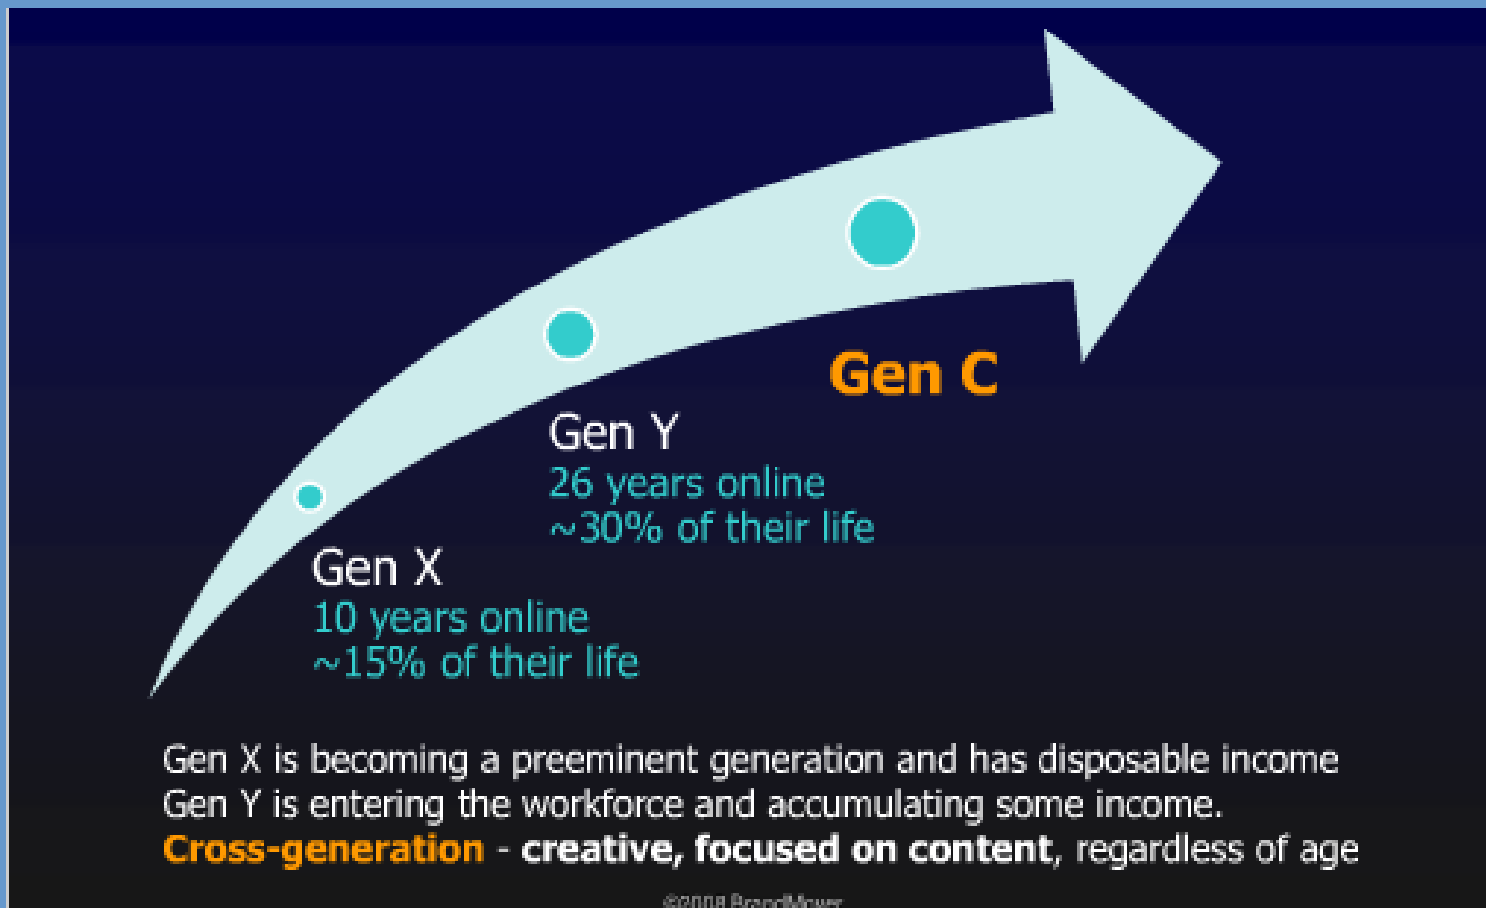 Gen C
Gen Y
26 years online
~30% of their life
Gen X
10 years online
~15% of their life
Gen X is becoming a preeminent generation and has disposable income
Gen Y is entering the workforce and accumulating some income.
Cross-generation - creative, focused on content, regardless of age
©2008 BrandMover